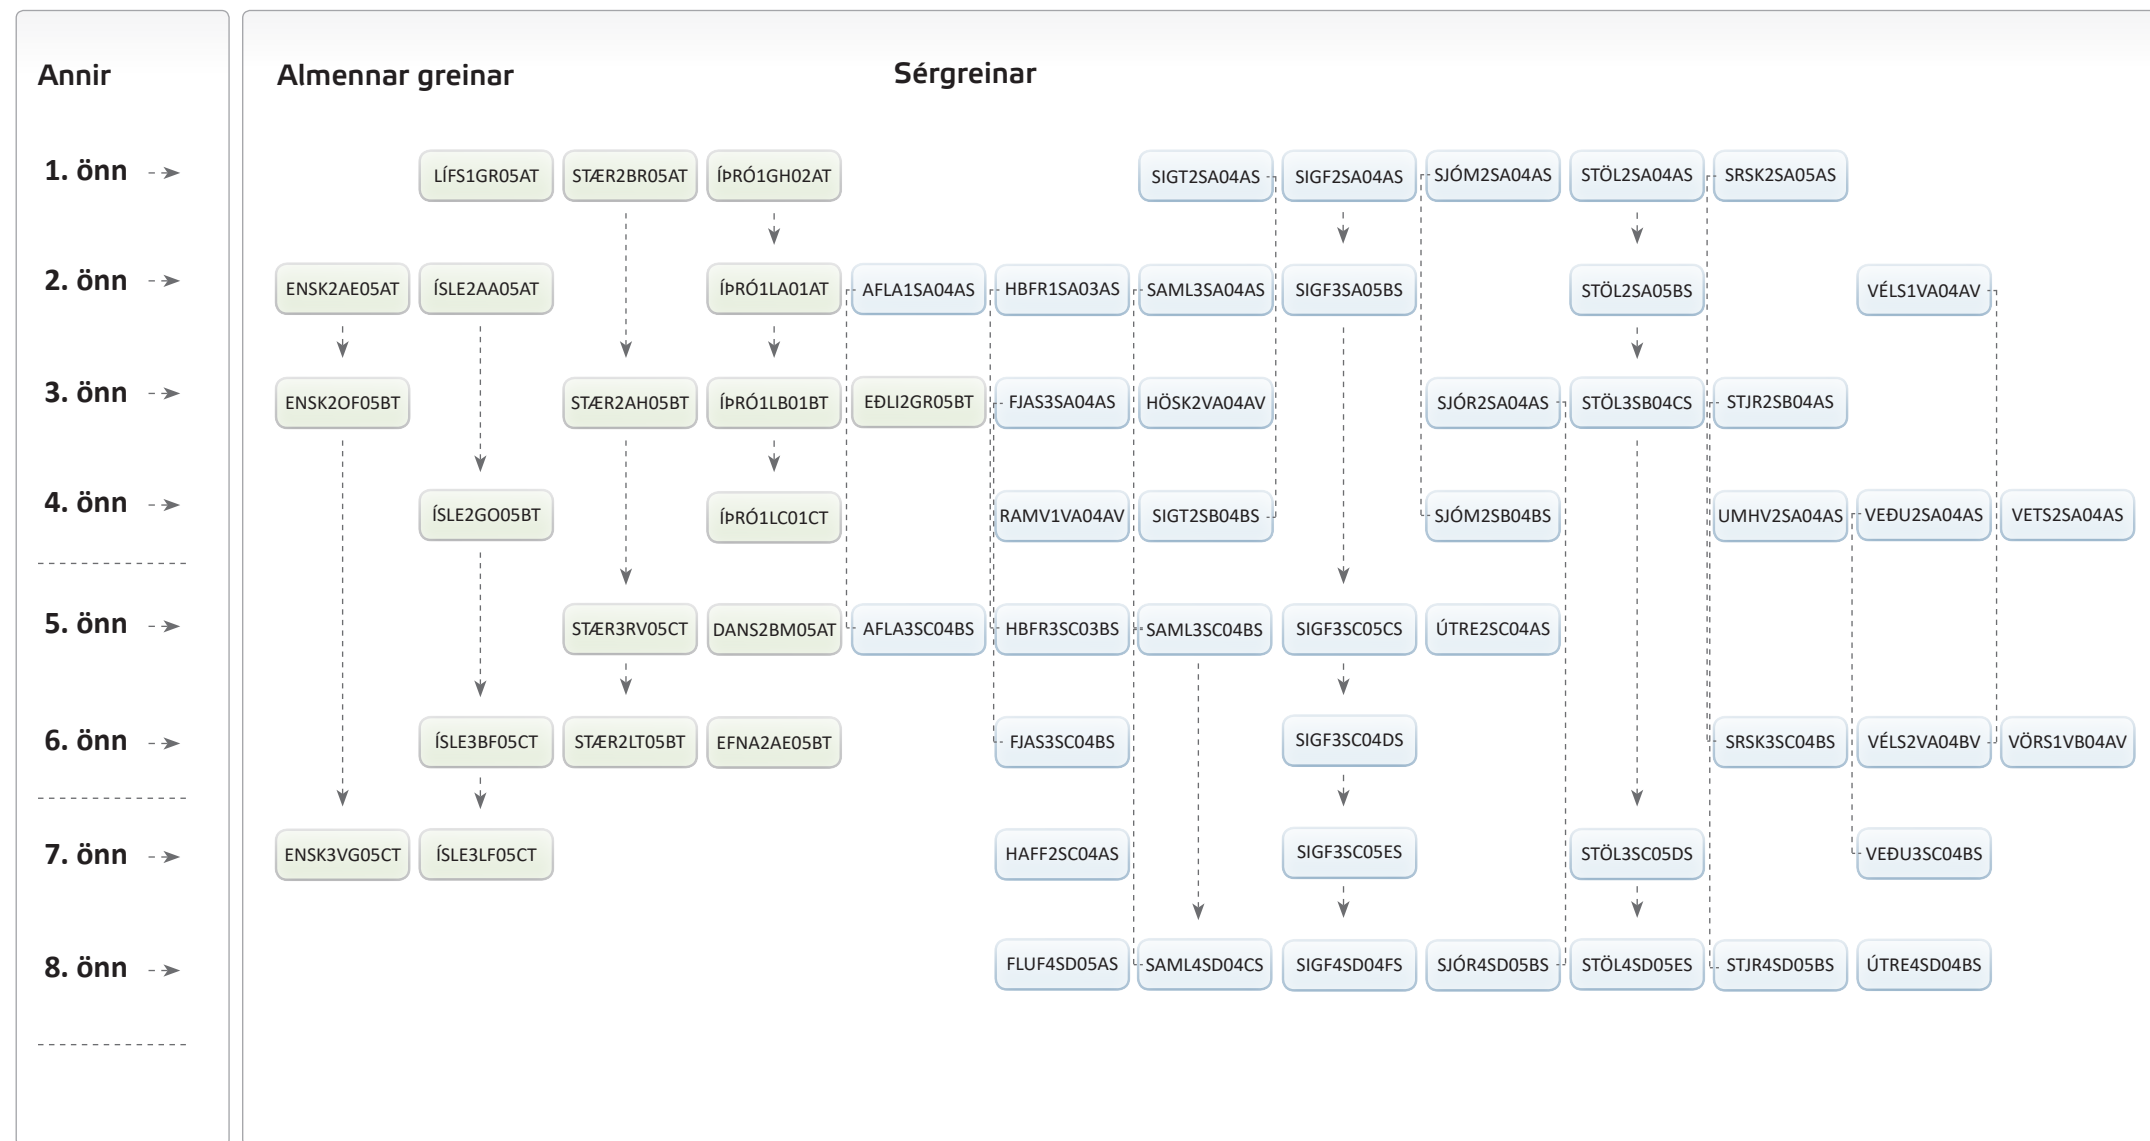 Annir
Almennar greinar
Sérgreinar
1. önn
LÍFS1GR05AT STÆR2BR05AT ÍÞRÓ1GH02AT SIGT2SA04AS SIGF2SA04AS SJÓM2SA04AS STÖL2SA04AS SRSK2SA05AS
2. önn
ENSK2AE05AT ÍSLE2AA05AT ÍÞRÓ1LA01AT AFLA1SA04AS HBFR1SA03AS SAML3SA04AS SIGF3SA05BS STÖL2SA05BS VÉLS1VA04AV
3. önn
ENSK2OF05BT STÆR2AH05BT ÍÞRÓ1LB01BT EÐLI2GR05BT FJAS3SA04AS HÖSK2VA04AV SJÓR2SA04AS STÖL3SB04CS STJR2SB04AS
4. önn
ÍSLE2GO05BT ÍÞRÓ1LC01CT RAMV1VA04AV SIGT2SB04BS SJÓM2SB04BS UMHV2SA04AS VEÐU2SA04AS VETS2SA04AS
5. önn
STÆR3RV05CT DANS2BM05AT AFLA3SC04BS HBFR3SC03BS SAML3SC04BS SIGF3SC05CS ÚTRE2SC04AS
6. önn
ÍSLE3BF05CT STÆR2LT05BT EFNA2AE05BT FJAS3SC04BS SIGF3SC04DS SRSK3SC04BS VÉLS2VA04BV VÖRS1VB04AV
7. önn
ENSK3VG05CT ÍSLE3LF05CT HAFF2SC04AS SIGF3SC05ES STÖL3SC05DS VEÐU3SC04BS
8. önn
FLUF4SD05AS SAML4SD04CS SIGF4SD04FS SJÓR4SD05BS STÖL4SD05ES STJR4SD05BS ÚTRE4SD04BS